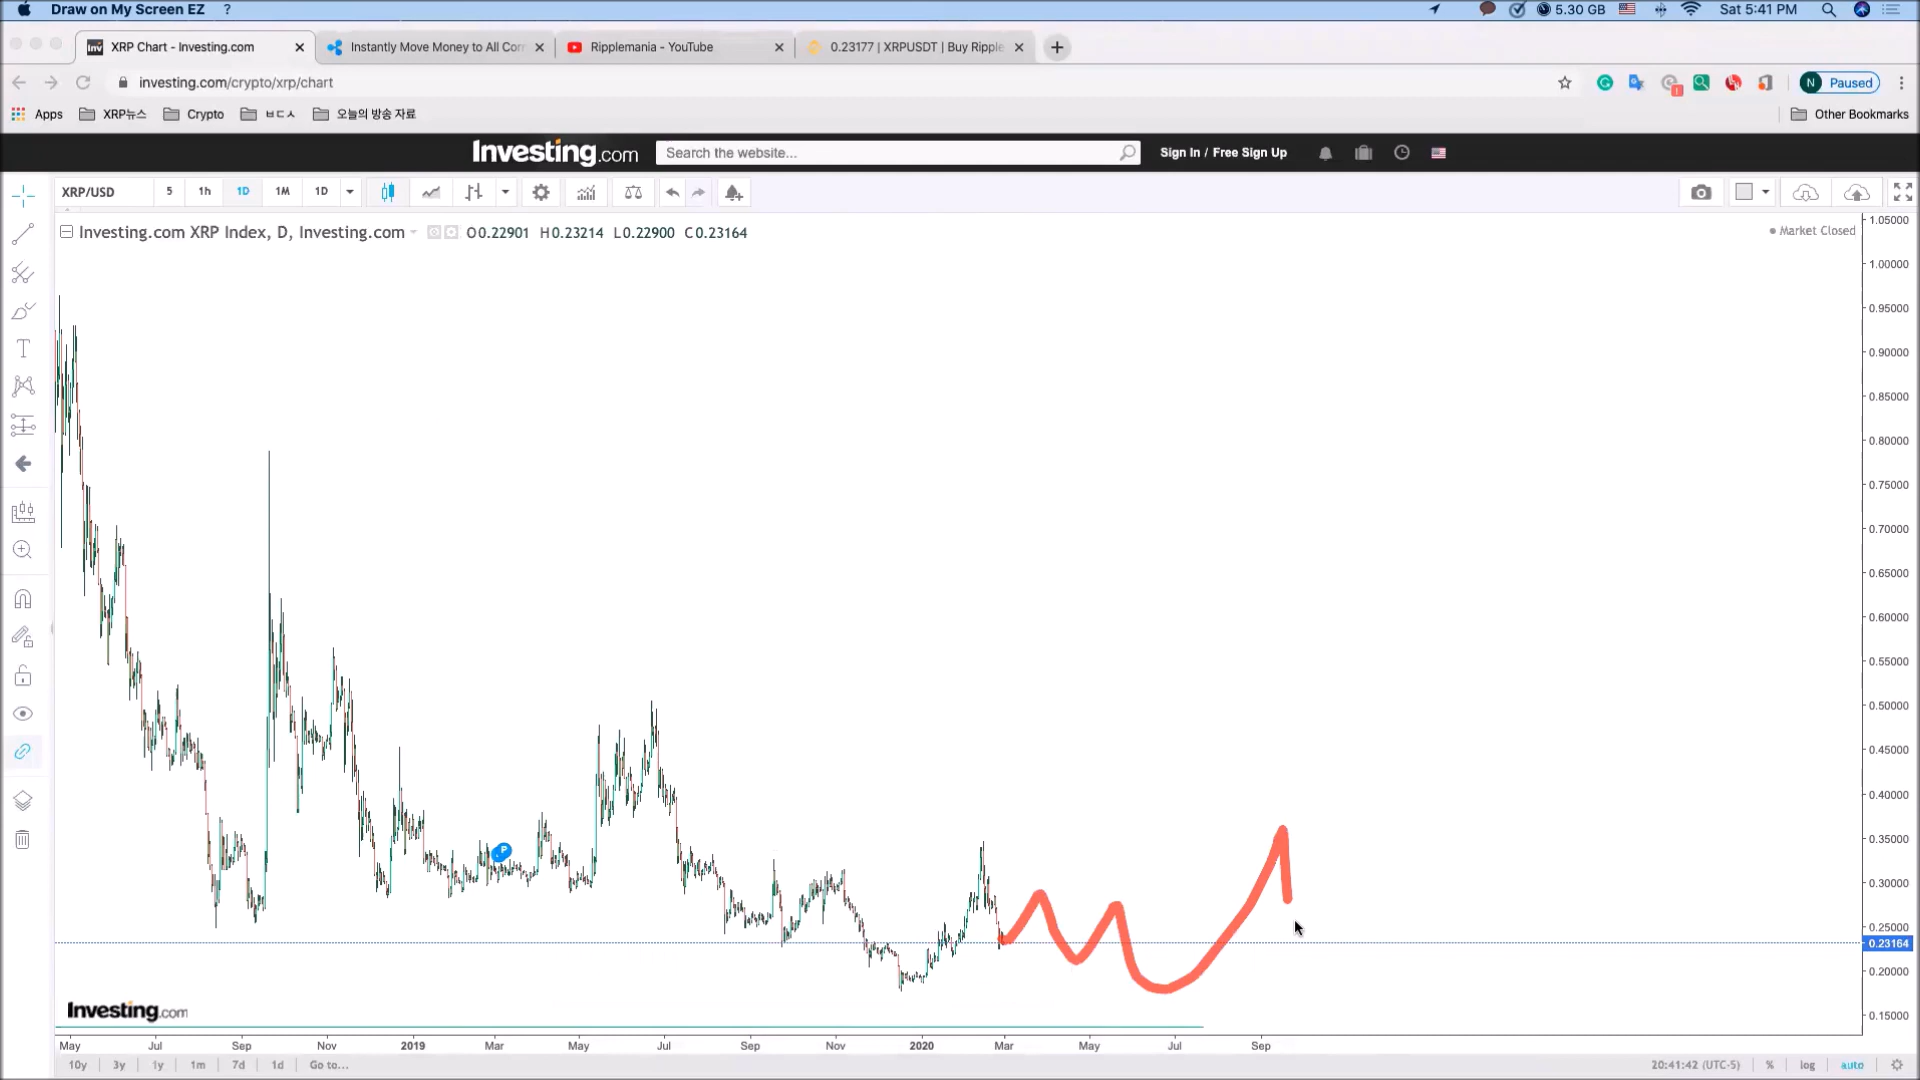 Draw on My Screen EZ ? 5.30 GB Sat 5:41 PM
XRP Chart - Investing.com Instantly Move Money to All Corr Ripplemania - YouTube 0.23177 | XRPUSDT | Buy Ripple
investing.com/crypto/xrp/chart N Paused
Apps XRP뉴스 Crypto ㅂㄷㅅ 오늘의 방송 자료 Other Bookmarks
Investing.com Search the website... Sign In / Free Sign Up
XRP/USD 5 1h 1D 1M 1D
Investing.com XRP Index, D, Investing.com O0.22901 H0.23214 L0.22900 C0.23164
Market Closed
1.05000
1.00000
0.95000
0.90000
0.85000
0.80000
0.75000
0.70000
0.65000
0.60000
0.55000
0.50000
0.45000
0.40000
0.35000
0.30000
0.25000
0.23164
0.20000
0.15000
P
Investing.com
May Jul Sep Nov 2019 Mar May Jul Sep Nov 2020 Mar May Jul Sep
10y 3y 1y 1m 7d 1d Go to... 20:41:42 (UTC-5) % log auto